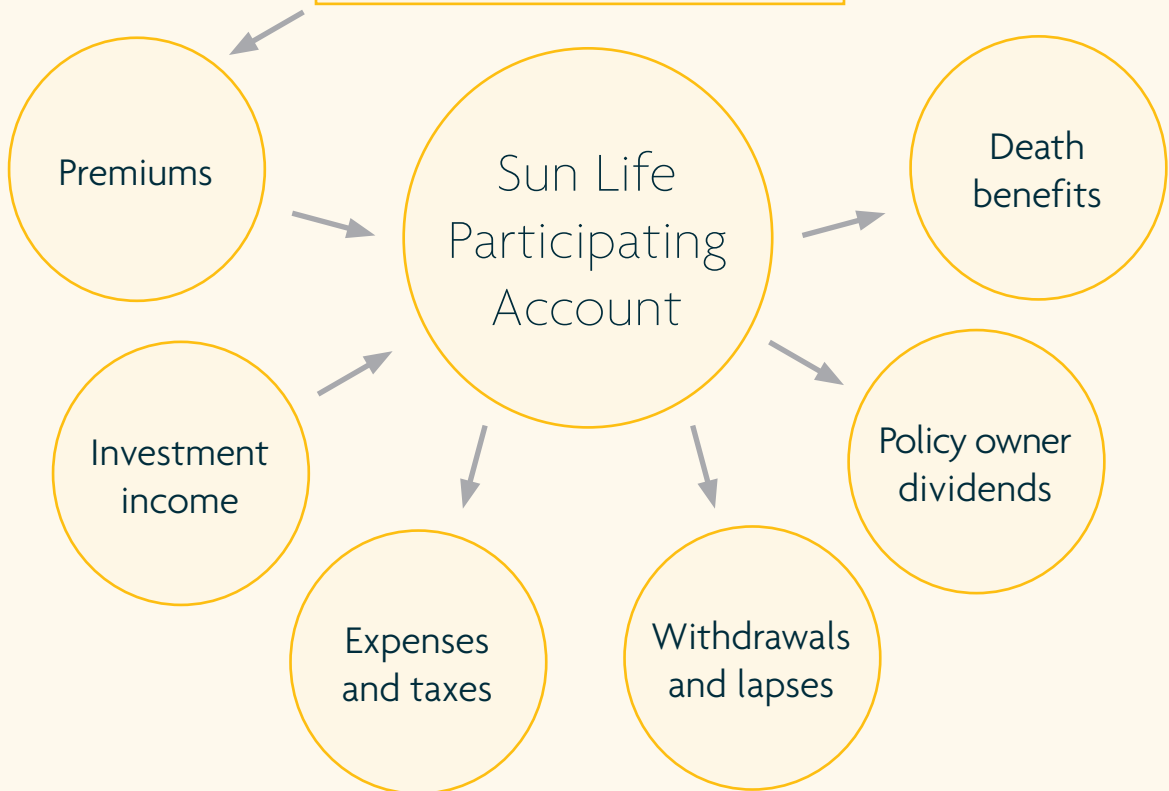 Premiums
Sun Life
Participating
Account
Death
benefits
Investment
income
Policy owner
dividends
Expenses
and taxes
Withdrawals
and lapses